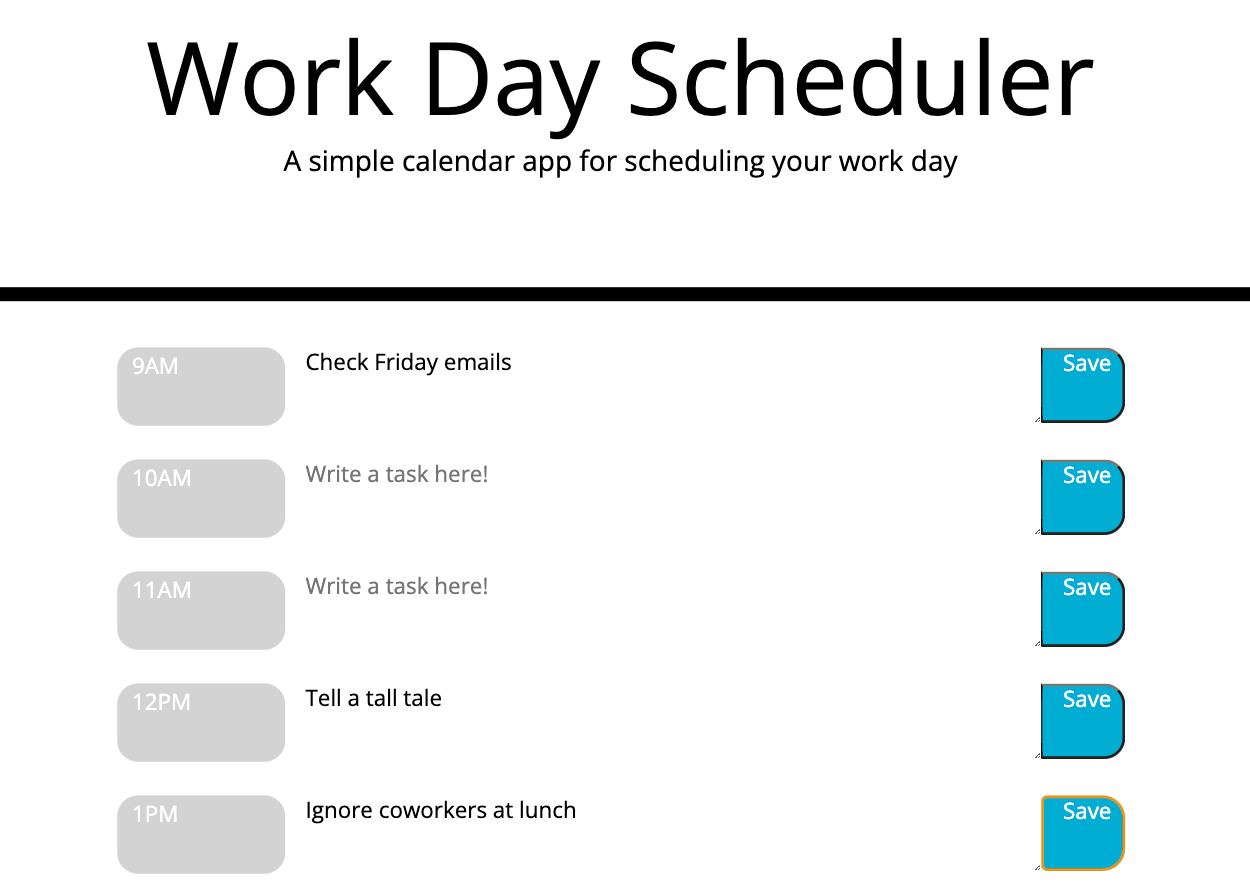 Work Day Scheduler
A simple calendar app for scheduling your work day
9AM Check Friday emails Save
10AM Write a task here! Save
11AM Write a task here! Save
12PM Tell a tall tale Save
1PM Ignore coworkers at lunch Save